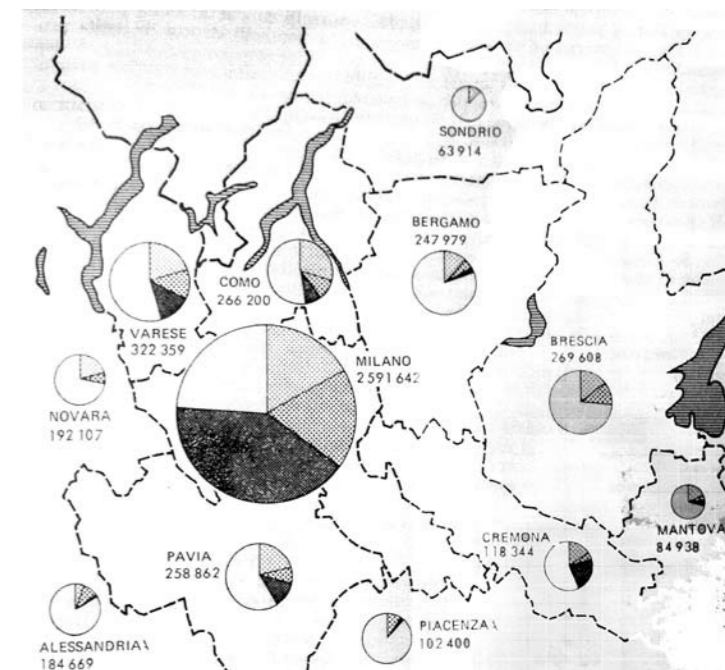 SONDRIO
63 914
BERGAMO
247 979
COMO
266 200
VARESE
322 359
MILANO
2 591 642
BRESCIA
269 608
NOVARA
192 107
MANTOVA
84 938
CREMONA
118 344
PAVIA
258 862
PIACENZA
102 400
ALESSANDRIA
184 669